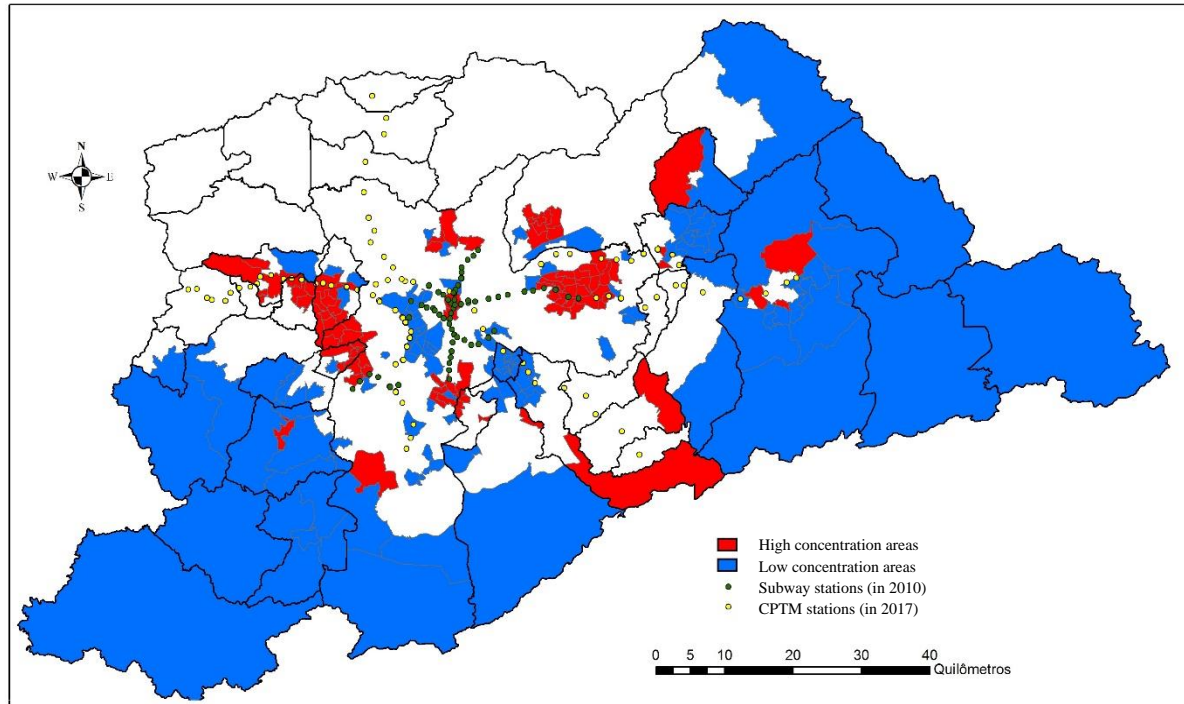 N
W E
S
High concentration areas
Low concentration areas
Subway stations (in 2010)
CPTM stations (in 2017)
0 5 10 20 30 40
Quilômetros